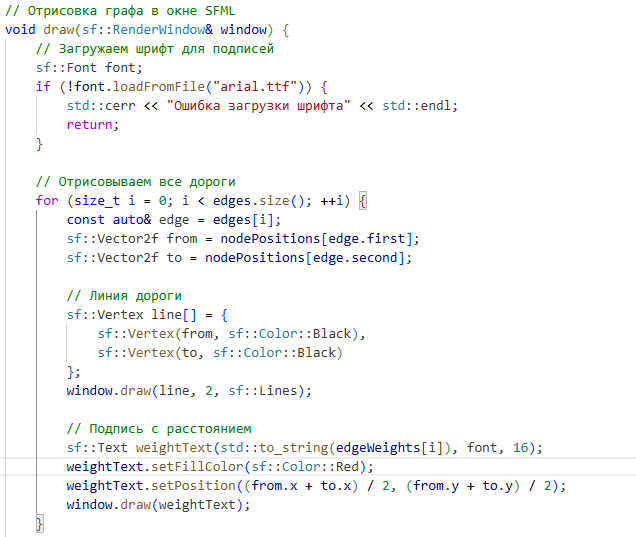 // Отрисовка графа в окне SFML
void draw(sf::RenderWindow& window) {
    // Загружаем шрифт для подписей
    sf::Font font;
    if (!font.loadFromFile("arial.ttf")) {
        std::cerr << "Ошибка загрузки шрифта" << std::endl;
        return;
    }

    // Отрисовываем все дороги
    for (size_t i = 0; i < edges.size(); ++i) {
        const auto& edge = edges[i];
        sf::Vector2f from = nodePositions[edge.first];
        sf::Vector2f to = nodePositions[edge.second];

        // Линия дороги
        sf::Vertex line[] = {
            sf::Vertex(from, sf::Color::Black),
            sf::Vertex(to, sf::Color::Black)
        };
        window.draw(line, 2, sf::Lines);

        // Подпись с расстоянием
        sf::Text weightText(std::to_string(edgeWeights[i]), font, 16);
        weightText.setFillColor(sf::Color::Red);
        weightText.setPosition((from.x + to.x) / 2, (from.y + to.y) / 2);
        window.draw(weightText);
    }